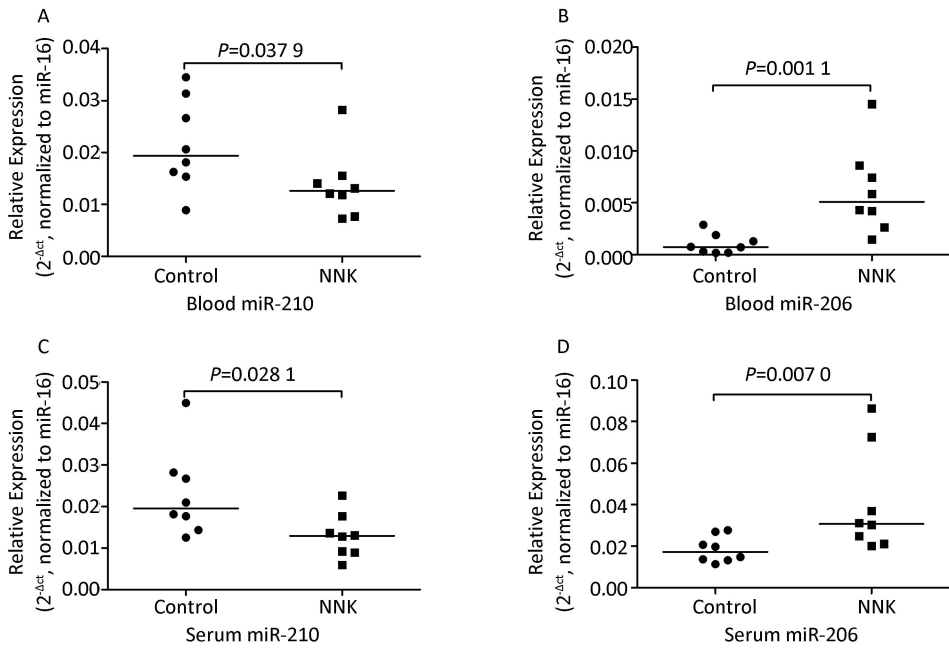 A
Relative Expression
(2-Δct, normalized to miR-16)
0.04
0.03
0.02
0.01
0.00
P=0.037 9
Control
NNK
Blood miR-210
B
Relative Expression
(2-Δct, normalized to miR-16)
0.020
0.015
0.010
0.005
0.000
P=0.001 1
Control
NNK
Blood miR-206
C
Relative Expression
(2-Δct, normalized to miR-16)
0.05
0.04
0.03
0.02
0.01
0.00
P=0.028 1
Control
NNK
Serum miR-210
D
Relative Expression
(2-Δct, normalized to miR-16)
0.10
0.08
0.06
0.04
0.02
0.00
P=0.007 0
Control
NNK
Serum miR-206